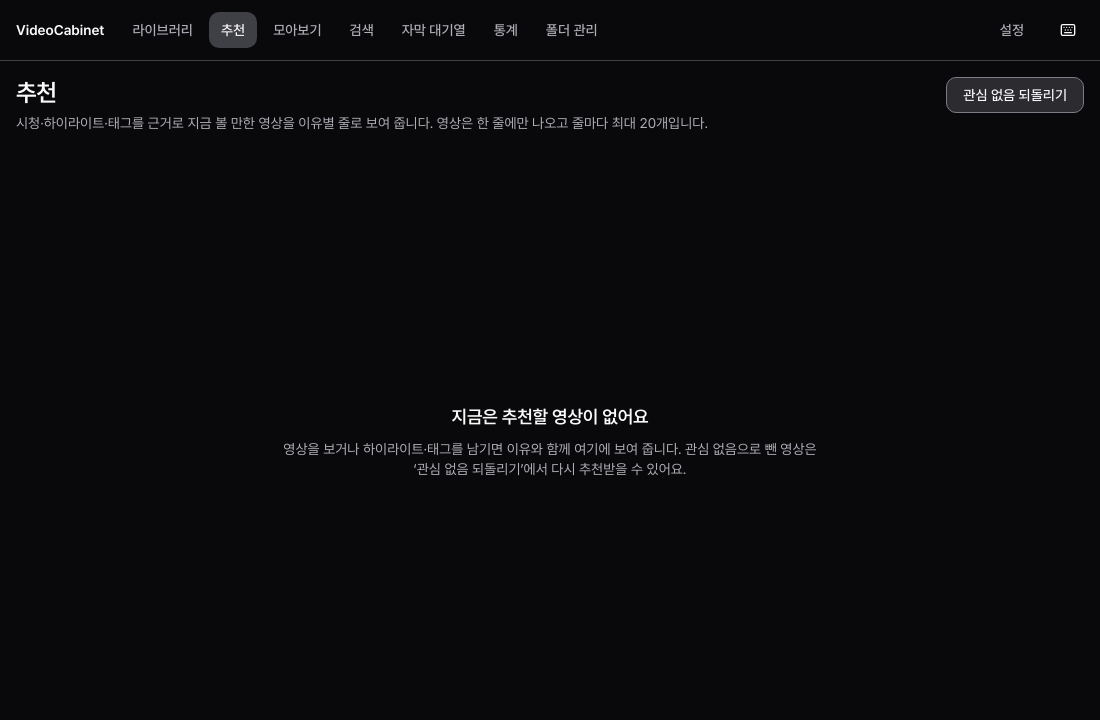 VideoCabinet 라이브러리 추천 모아보기 검색 자막 대기열 통계 폴더 관리 설정
추천
관심 없음 되돌리기
시청·하이라이트·태그를 근거로 지금 볼 만한 영상을 이유별 줄로 보여 줍니다. 영상은 한 줄에만 나오고 줄마다 최대 20개입니다.
지금은 추천할 영상이 없어요
영상을 보거나 하이라이트·태그를 남기면 이유와 함께 여기에 보여 줍니다. 관심 없음으로 뺀 영상은
‘관심 없음 되돌리기’에서 다시 추천받을 수 있어요.